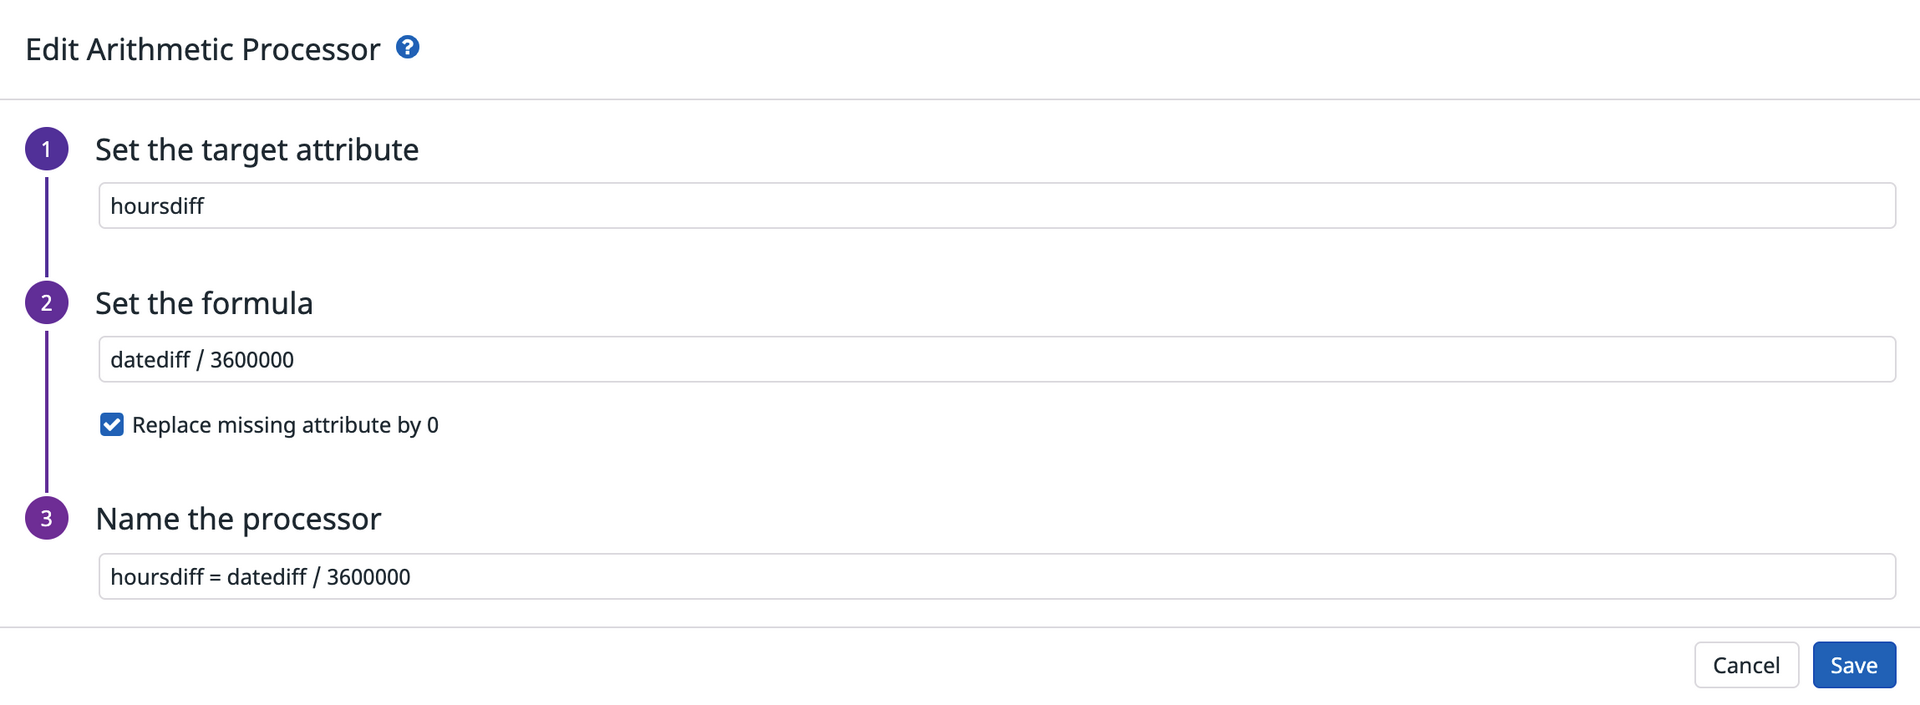 Edit Arithmetic Processor ?
1 Set the target attribute
hoursdiff
2 Set the formula
datediff / 3600000
Replace missing attribute by 0
3 Name the processor
hoursdiff = datediff / 3600000
Cancel Save